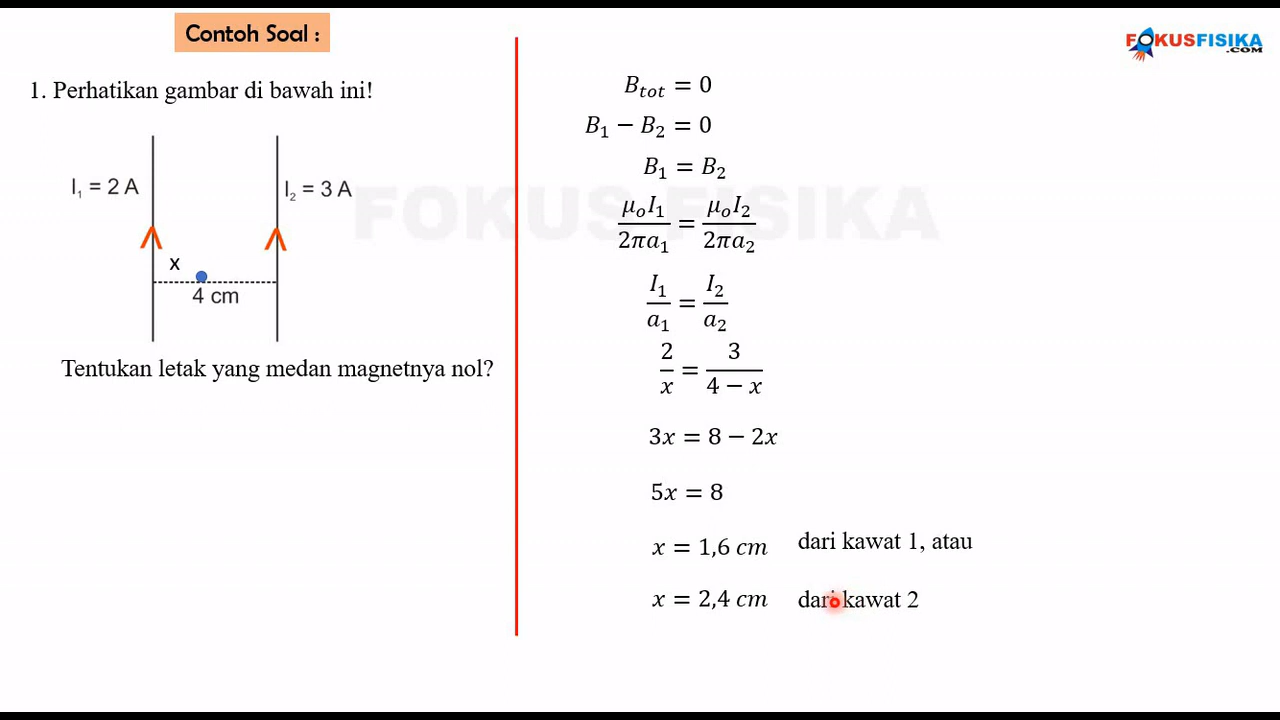 Contoh Soal :
FOKUSFISIKA
.COM
1. Perhatikan gambar di bawah ini!
I₁ = 2 A
I₂ = 3 A
x
4 cm
Tentukan letak yang medan magnetnya nol?
FOKUS FISIKA
B_tot = 0
B₁ − B₂ = 0
B₁ = B₂
μₒI₁/2πa₁ = μₒI₂/2πa₂
I₁/a₁ = I₂/a₂
2/x = 3/4 − x
3x = 8 − 2x
5x = 8
x = 1,6 cm dari kawat 1, atau
x = 2,4 cm dari kawat 2